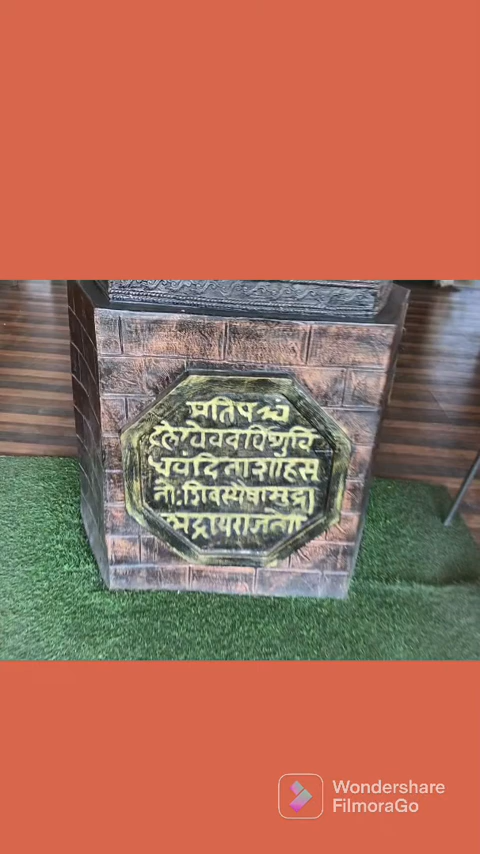 प्रतिपच्चं
द्रलेखेववर्धिष्णुर्वि
श्ववंदिताशाहसू
नोःशिवस्यैषामुद्रा
भद्रायराजते
Wondershare
FilmoraGo